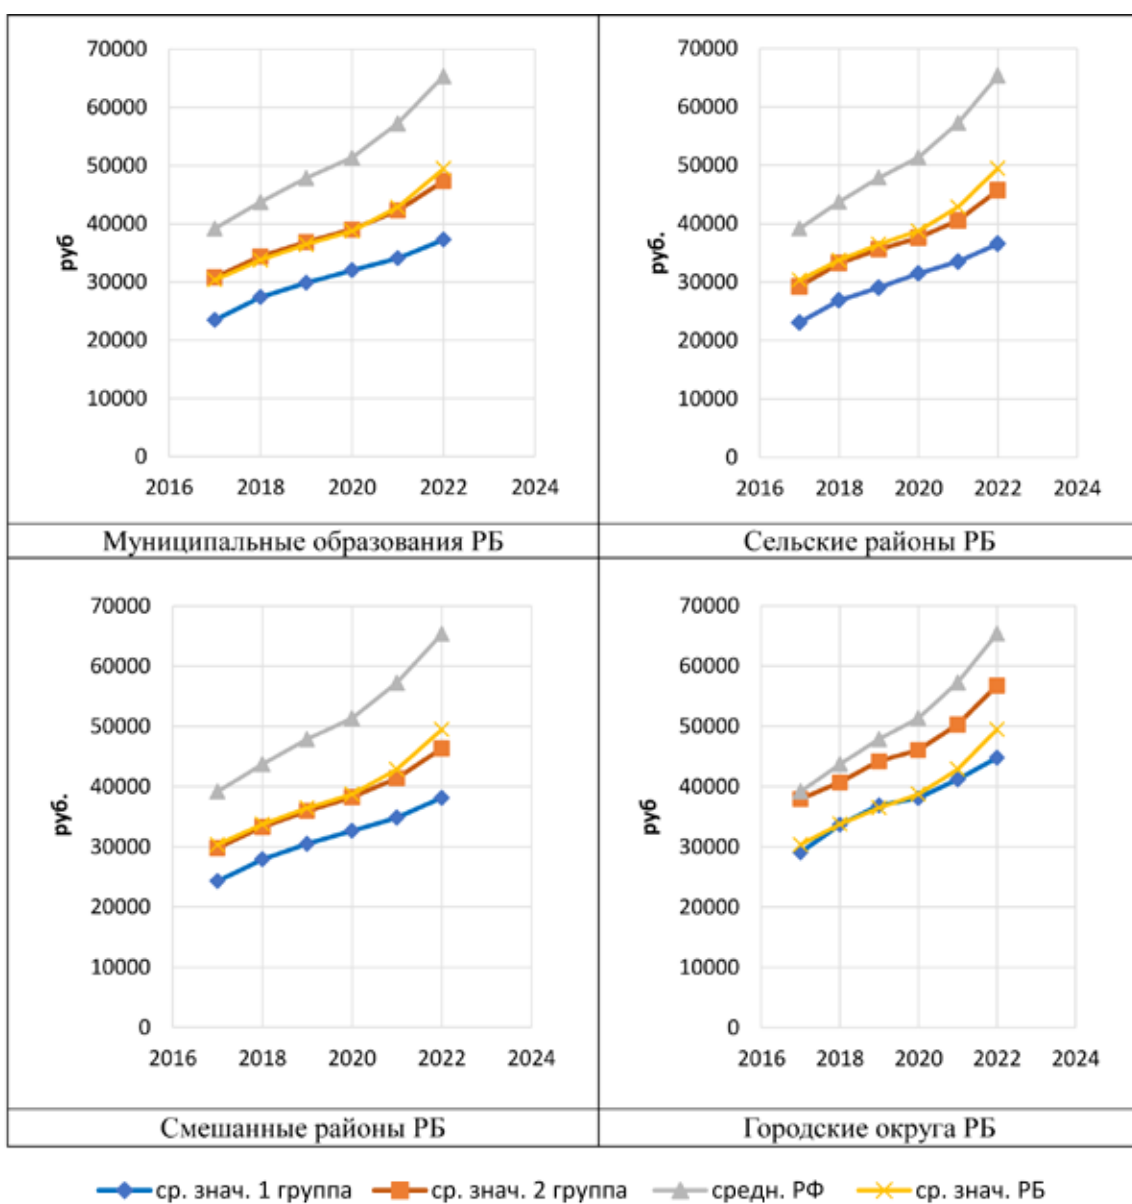 70000
60000
50000
40000
30000
20000
10000
0
руб
2016 2018 2020 2022 2024
Муниципальные образования РБ
70000
60000
50000
40000
30000
20000
10000
0
руб.
2016 2018 2020 2022 2024
Сельские районы РБ
70000
60000
50000
40000
30000
20000
10000
0
руб.
2016 2018 2020 2022 2024
Смешанные районы РБ
70000
60000
50000
40000
30000
20000
10000
0
руб
2016 2018 2020 2022 2024
Городские округа РБ
ср. знач. 1 группа ср. знач. 2 группа средн. РФ ср. знач. РБ